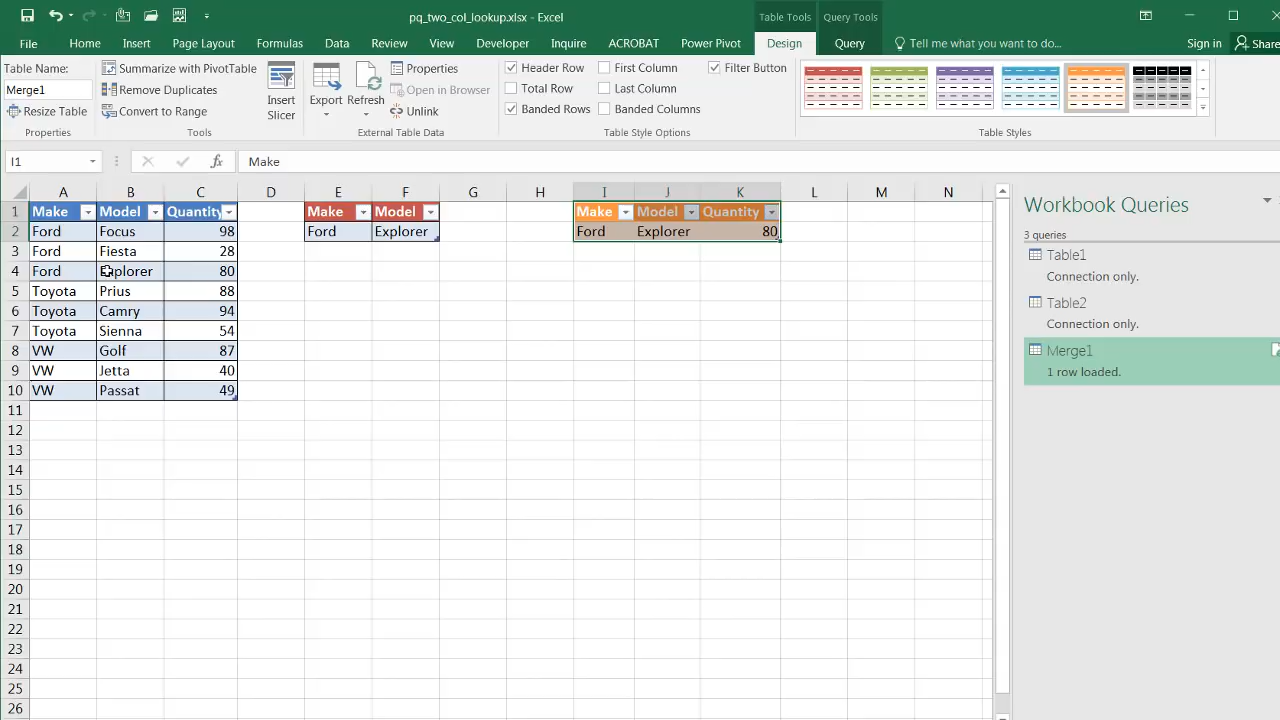 pq_two_col_lookup.xlsx - Excel
Table Tools
Query Tools
File Home Insert Page Layout Formulas Data Review View Developer Inquire ACROBAT Power Pivot Design Query Tell me what you want to do... Sign in Share
Table Name:
Merge1
Resize Table
Properties
Summarize with PivotTable
Remove Duplicates
Convert to Range
Tools
Insert
Slicer
Export
Refresh
Properties
Open in Browser
Unlink
External Table Data
Header Row
Total Row
Banded Rows
First Column
Last Column
Banded Columns
Filter Button
Table Style Options
Table Styles
I1 fx Make
A B C D E F G H I J K L M N
1 Make Model Quantity Make Model Make Model Quantity
2 Ford Focus 98 Ford Explorer Ford Explorer 80
3 Ford Fiesta 28
4 Ford Explorer 80
5 Toyota Prius 88
6 Toyota Camry 94
7 Toyota Sienna 54
8 VW Golf 87
9 VW Jetta 40
10 VW Passat 49
11
12
13
14
15
16
17
18
19
20
21
22
23
24
25
26
Workbook Queries
3 queries
Table1
Connection only.
Table2
Connection only.
Merge1
1 row loaded.